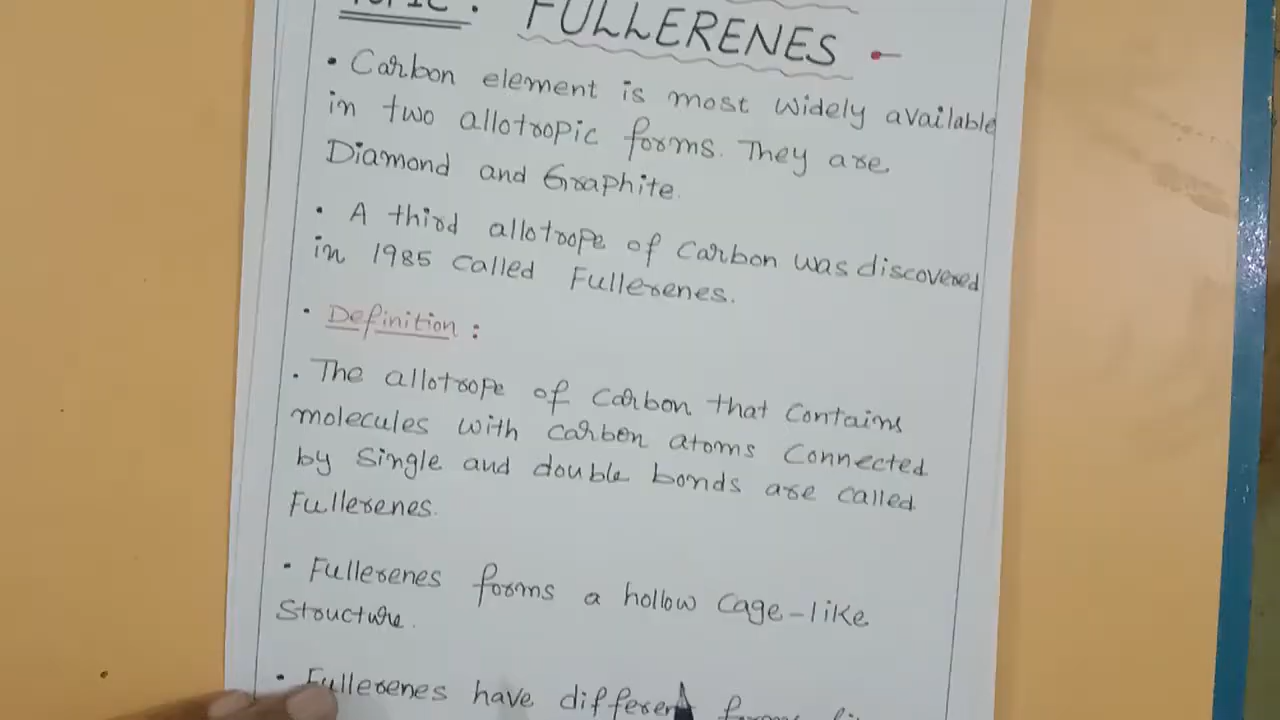 TOPIC : FULLERENES -
• Carbon element is most widely available
in two allotropic forms. They are
Diamond and Graphite.
• A third allotrope of carbon was discovered
in 1985 called Fullerenes.
• Definition :
• The allotrope of carbon that contains
molecules with carbon atoms connected
by single and double bonds are called
Fullerenes.
• Fullerenes forms a hollow cage-like
structure.
• Fullerenes have different forms